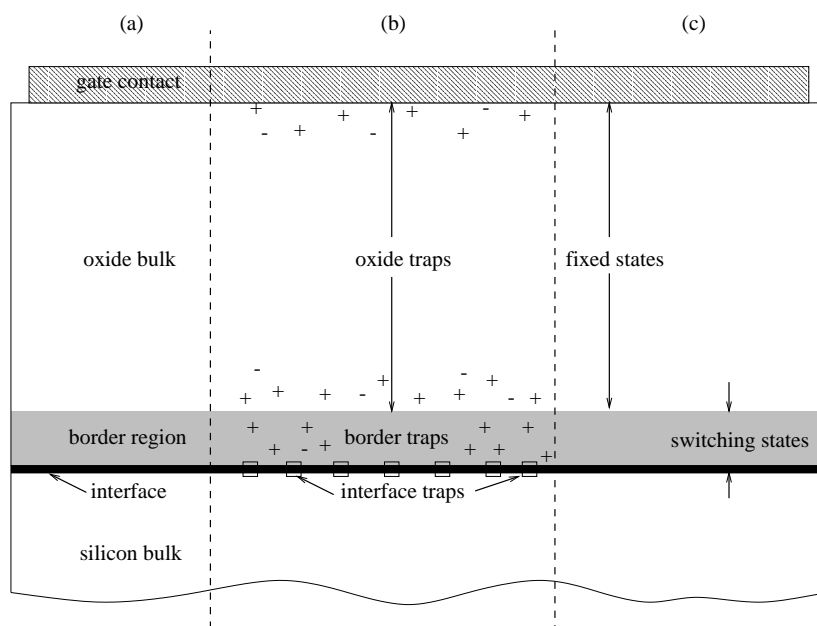 (a) (b) (c)
gate contact
oxide bulk oxide traps fixed states
border region border traps switching states
interface interface traps
silicon bulk